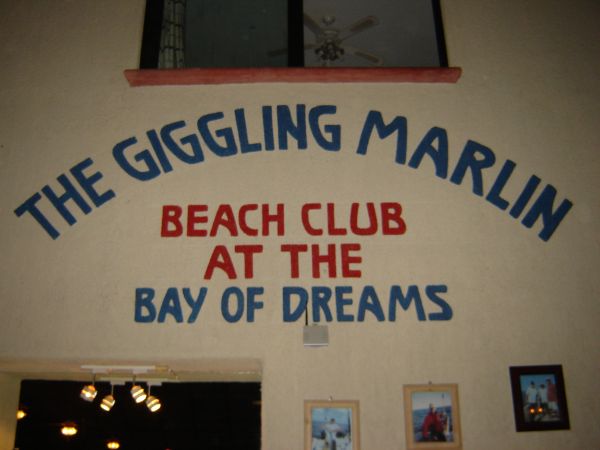 THE GIGGLING MARLIN
BEACH CLUB
AT THE
BAY OF DREAMS